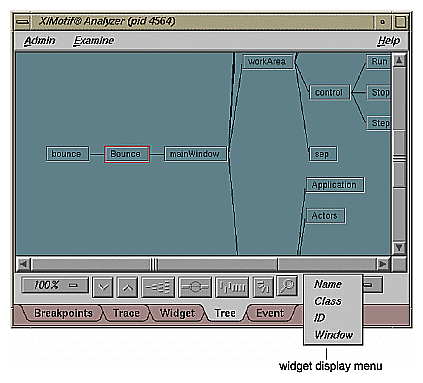 X/Motif® Analyzer (pid 4564)
Admin Examine Help
workArea
Run
control
Stop
Step
bounce
Bounce
mainWindow
sep
Application
Actors
100%
Name
Class
ID
Window
Breakpoints Trace Widget Tree Event
widget display menu